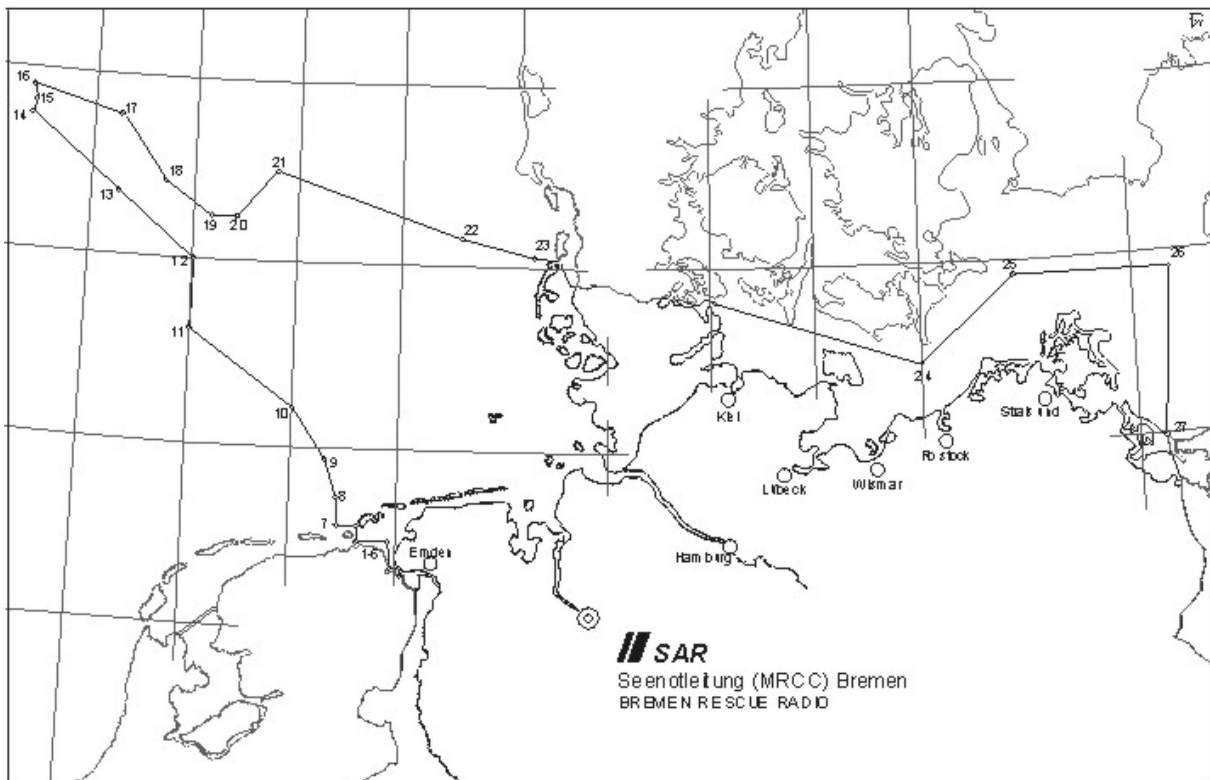 16
15
14
17
13
18
21
19
20
12
22
23
25
26
11
24
10
Kiel
Stralsund
27
9
Rostock
Lübeck
Wismar
8
7
1-6
Emden
Hamburg
SAR
Seenotleitung (MRCC) Bremen
BREMEN RESCUE RADIO